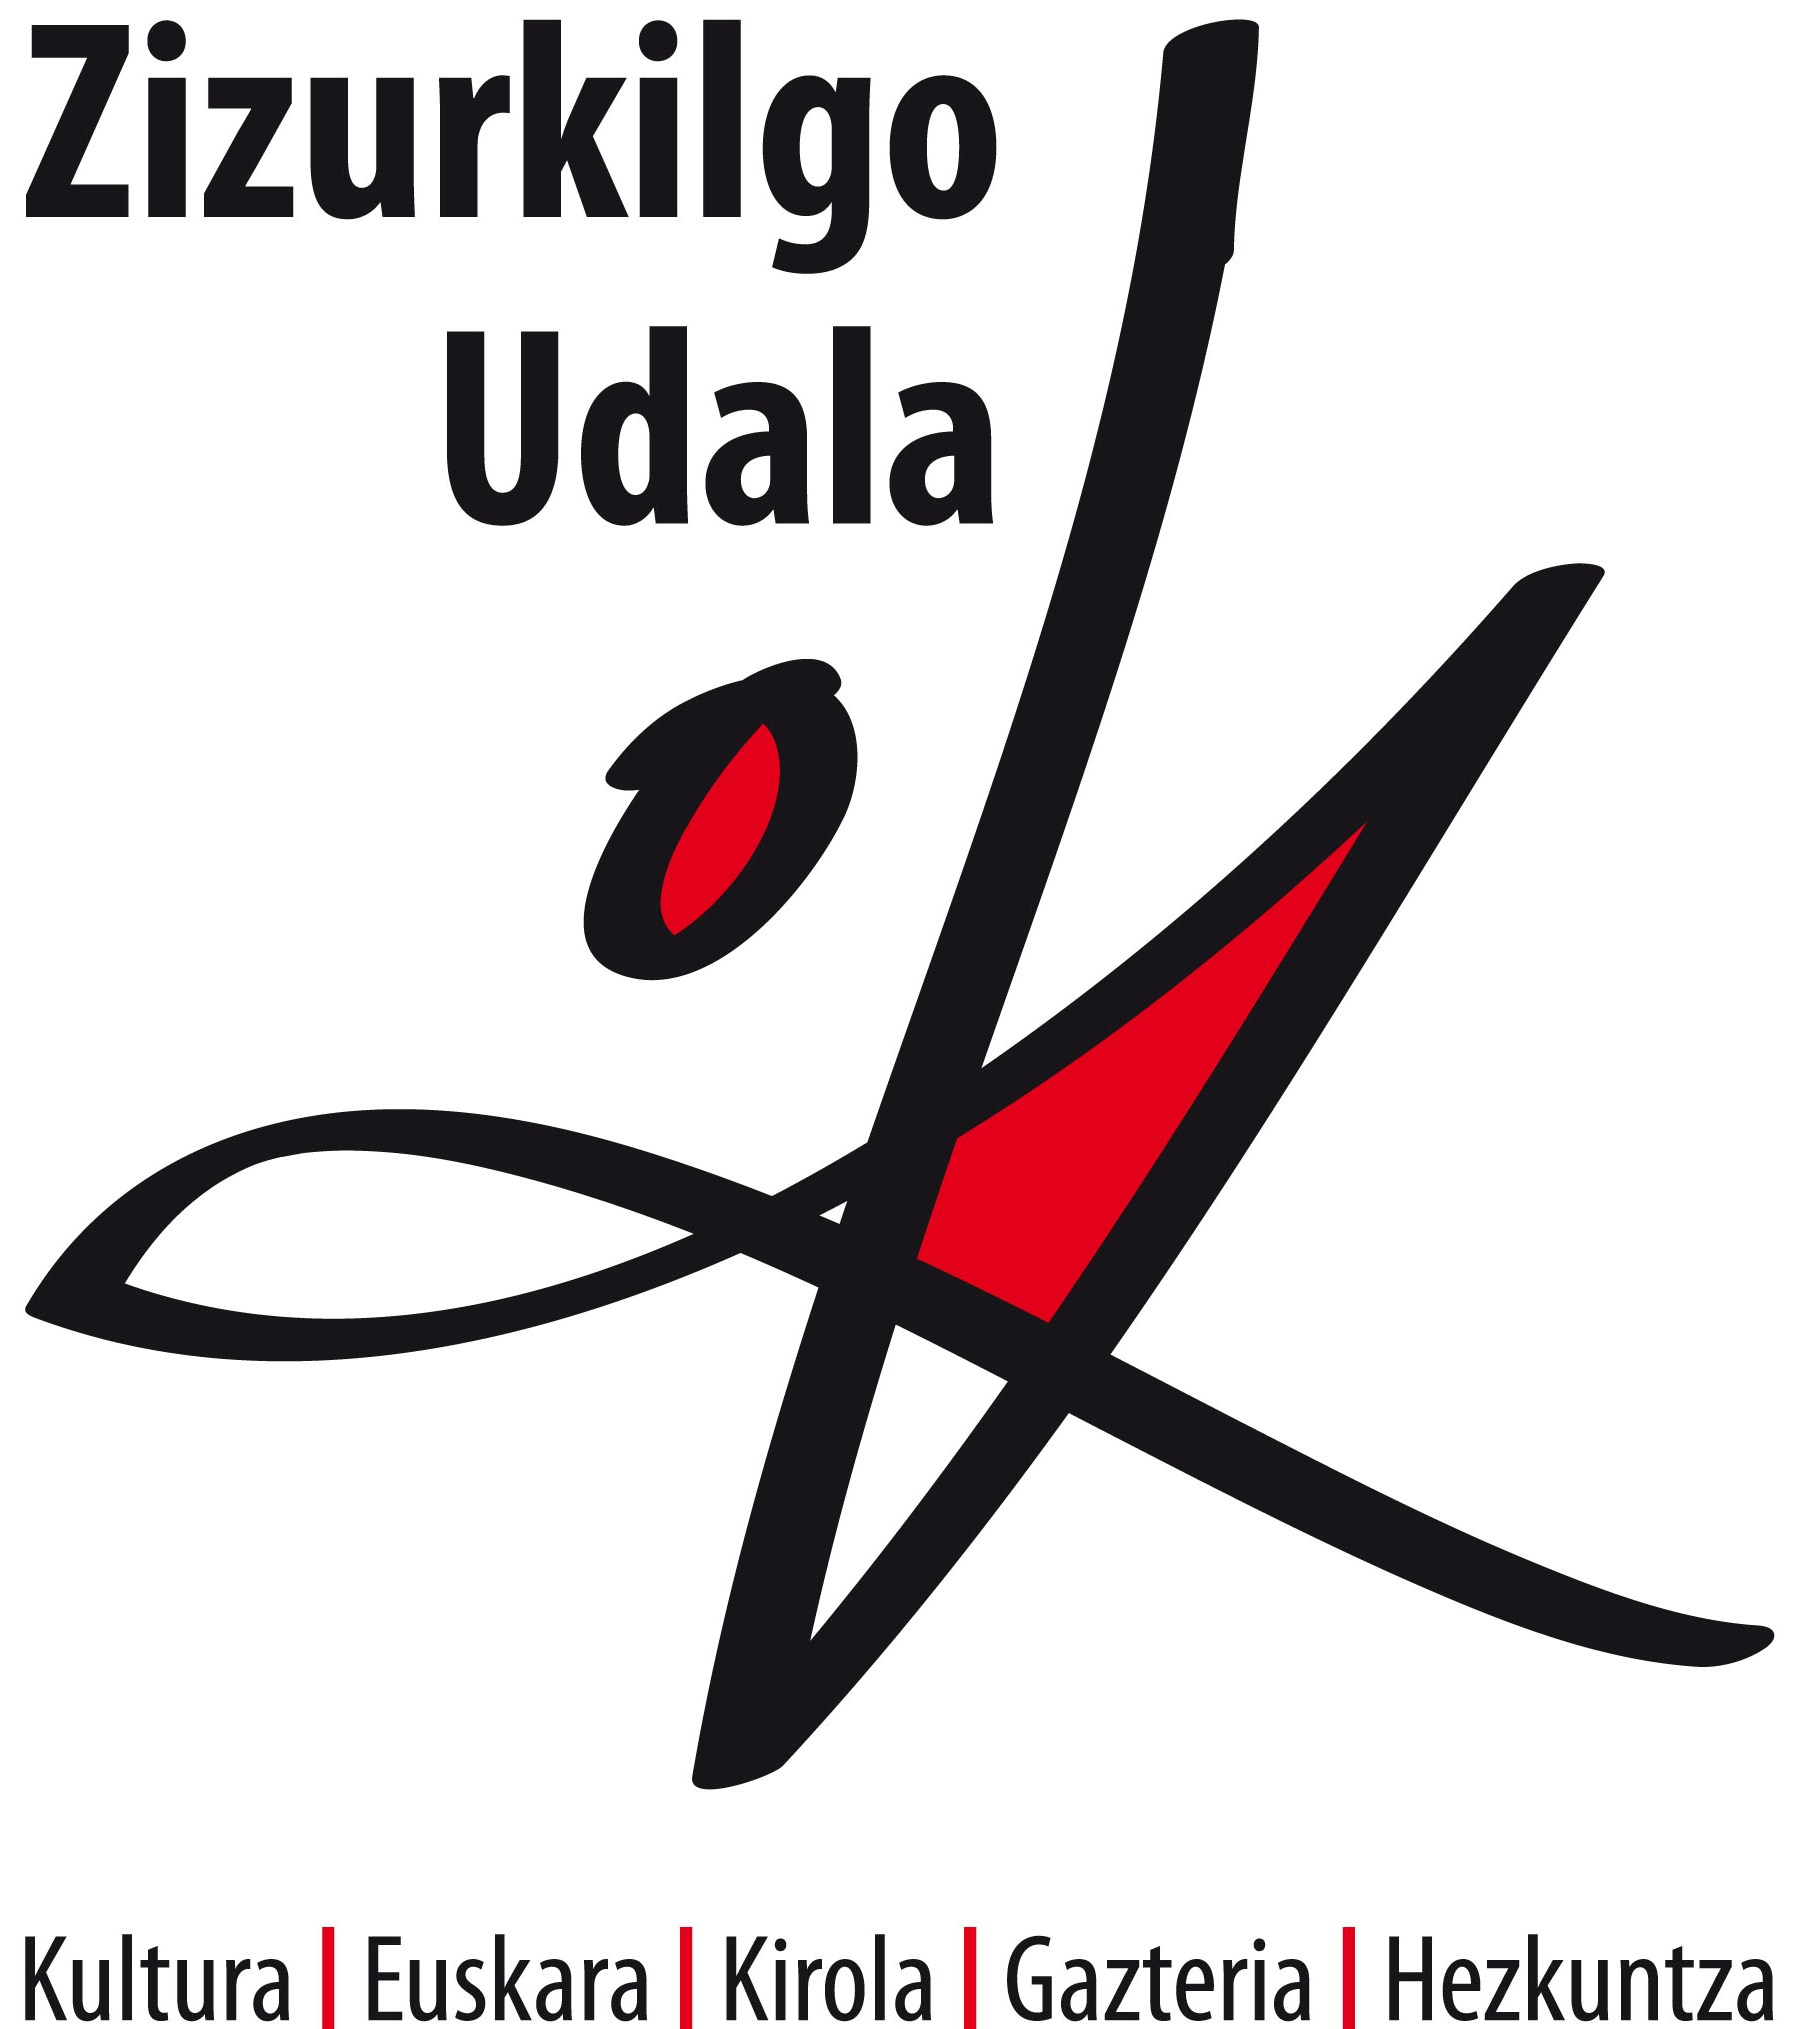 Zizurkilgo
Udala
Kultura | Euskara | Kirola | Gazteria | Hezkuntza